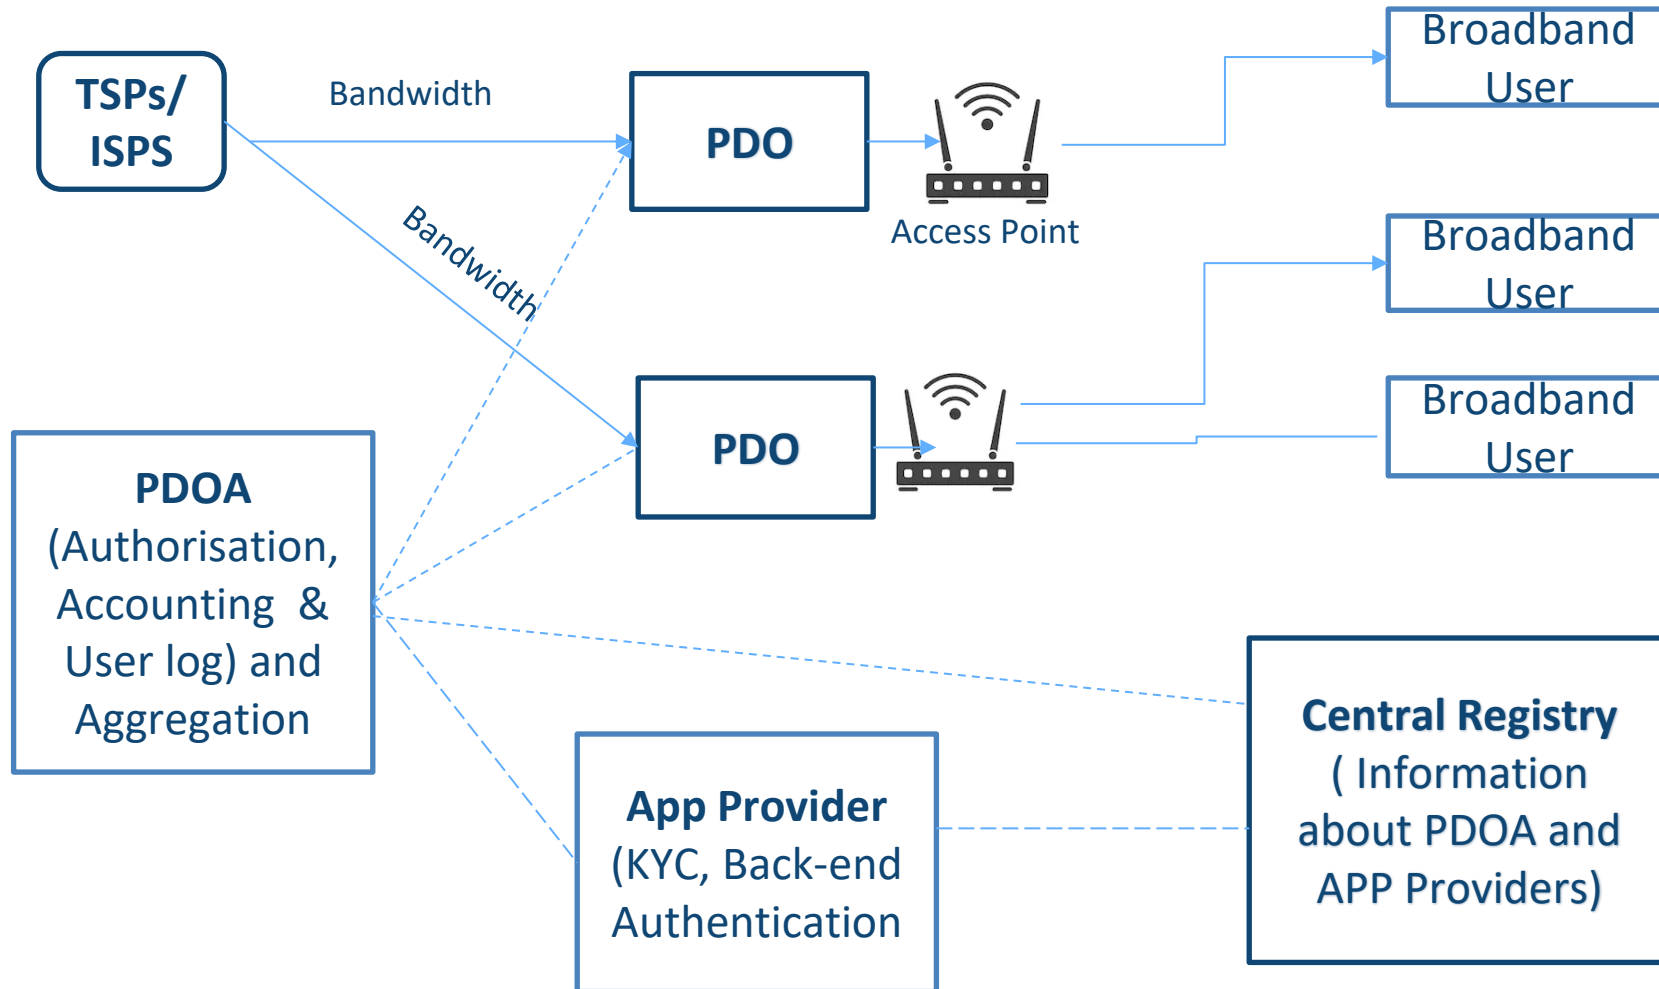 TSPs/
ISPS
Bandwidth
PDO
Access Point
Broadband
User
Bandwidth
Broadband
User
PDO
Broadband
User
PDOA
(Authorisation,
Accounting &
User log) and
Aggregation
App Provider
(KYC, Back-end
Authentication
Central Registry
( Information
about PDOA and
APP Providers)